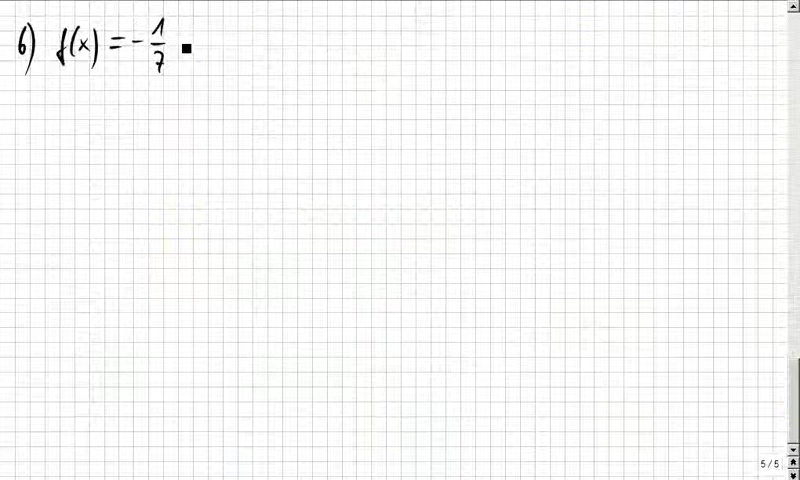 6) f(x) = - 1/7
5/5